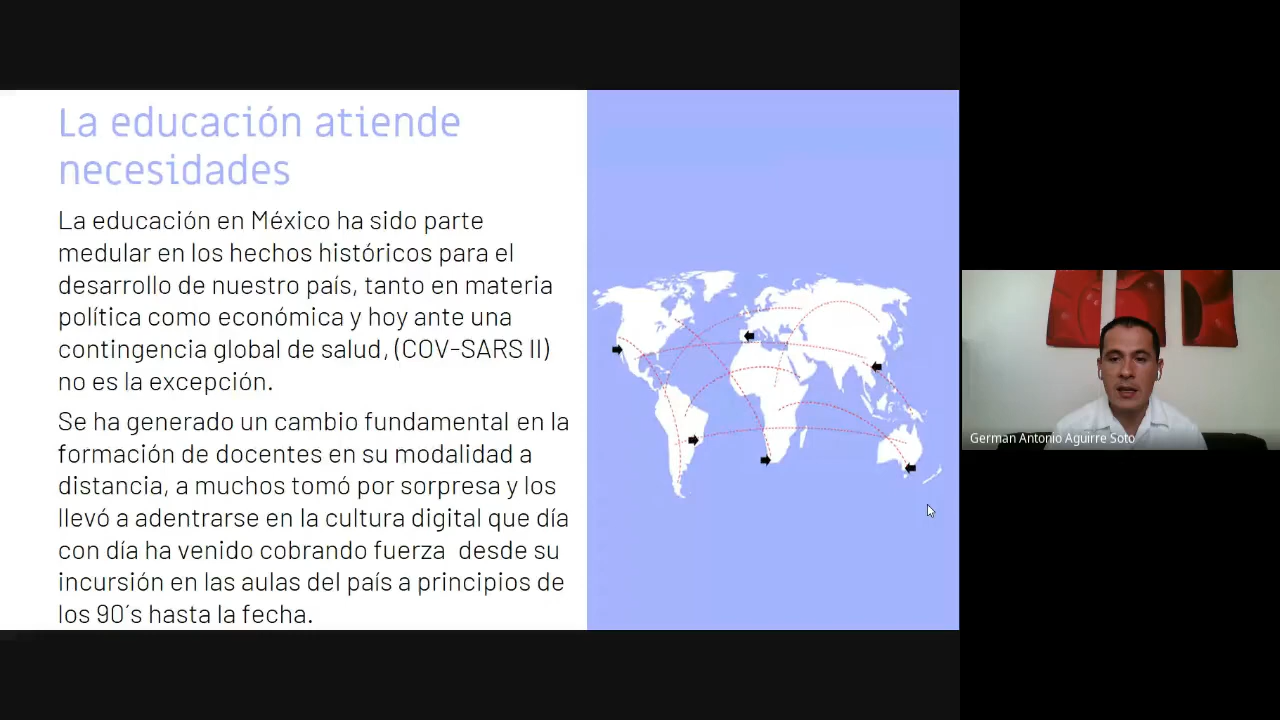 La educación atiende
necesidades
La educación en México ha sido parte
medular en los hechos históricos para el
desarrollo de nuestro país, tanto en materia
política como económica y hoy ante una
contingencia global de salud, (COV-SARS II)
no es la excepción.
Se ha generado un cambio fundamental en la
formación de docentes en su modalidad a
distancia, a muchos tomó por sorpresa y los
llevó a adentrarse en la cultura digital que día
con día ha venido cobrando fuerza  desde su
incursión en las aulas del país a principios de
los 90´s hasta la fecha.
German Antonio Aguirre Soto